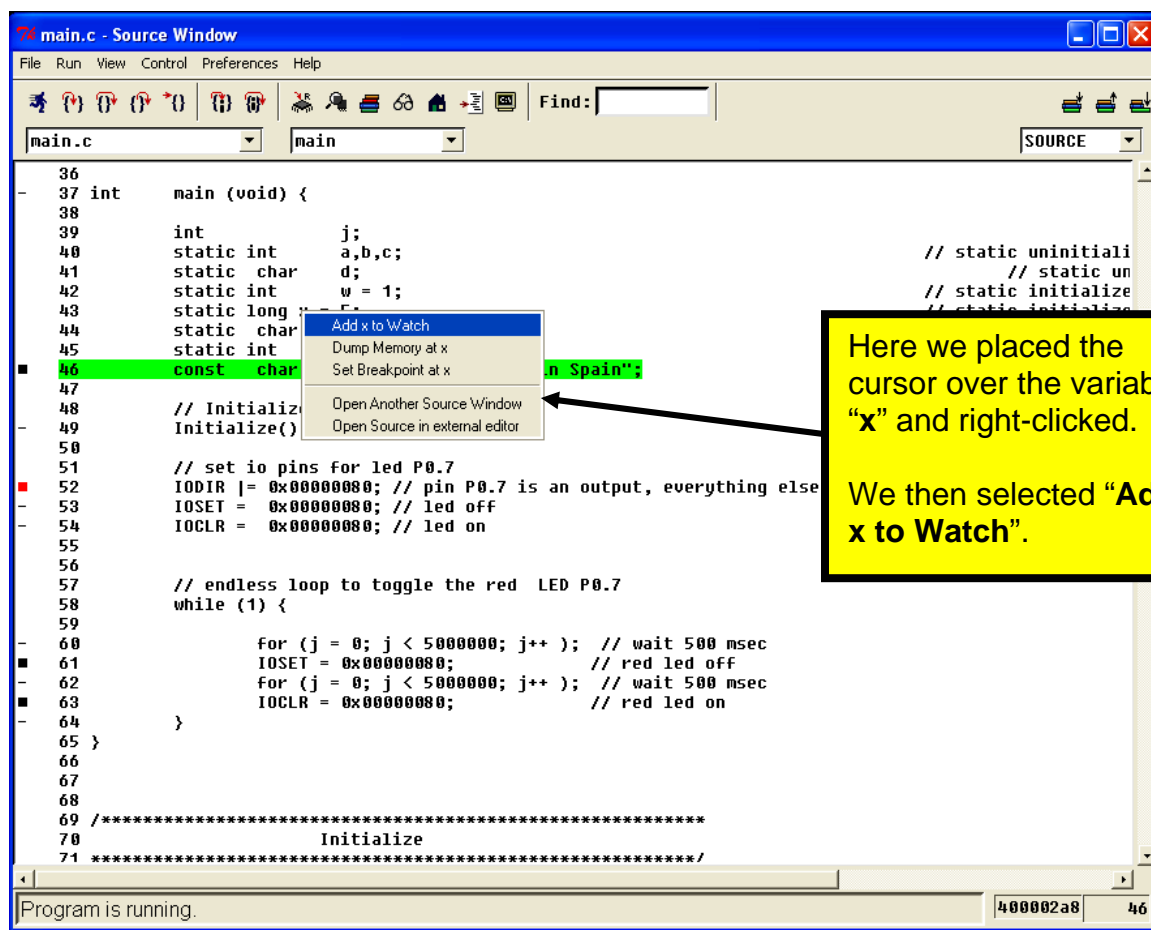 main.c - Source Window
File Run View Control Preferences Help
Find:
main.c main SOURCE
36
- 37 int main (void) {
38
39 int j;
40 static int a,b,c; // static uninitiali
41 static char d; // static un
42 static int w = 1; // static initialize
43 static long x = 5; // static initialize
44 static char
45 static int
46 const char n Spain";
47
48 // Initializ
- 49 Initialize()
50
51 // set io pins for led P0.7
52 IODIR |= 0x00000080; // pin P0.7 is an output, everything else
- 53 IOSET = 0x00000080; // led off
- 54 IOCLR = 0x00000080; // led on
55
56
57 // endless loop to toggle the red LED P0.7
58 while (1) {
59
- 60 for (j = 0; j < 5000000; j++ ); // wait 500 msec
61 IOSET = 0x00000080; // red led off
- 62 for (j = 0; j < 5000000; j++ ); // wait 500 msec
63 IOCLR = 0x00000080; // red led on
- 64 }
65 }
66
67
68
69 /*********************************************************
70 Initialize
71 *********************************************************/
Add x to Watch
Dump Memory at x
Set Breakpoint at x
Open Another Source Window
Open Source in external editor
Here we placed the
cursor over the variab
“x” and right-clicked.
We then selected “Ad
x to Watch”.
Program is running. 400002a8 46